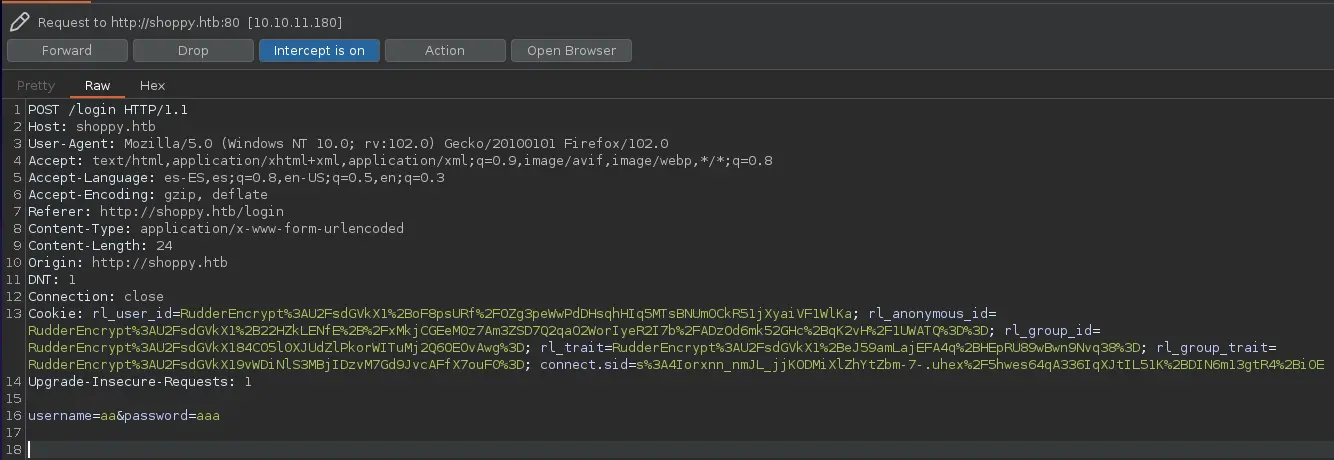 Request to http://shoppy.htb:80 [10.10.11.180]
Forward Drop Intercept is on Action Open Browser
Pretty Raw Hex
1 POST /login HTTP/1.1
2 Host: shoppy.htb
3 User-Agent: Mozilla/5.0 (Windows NT 10.0; rv:102.0) Gecko/20100101 Firefox/102.0
4 Accept: text/html,application/xhtml+xml,application/xml;q=0.9,image/avif,image/webp,*/*;q=0.8
5 Accept-Language: es-ES,es;q=0.8,en-US;q=0.5,en;q=0.3
6 Accept-Encoding: gzip, deflate
7 Referer: http://shoppy.htb/login
8 Content-Type: application/x-www-form-urlencoded
9 Content-Length: 24
10 Origin: http://shoppy.htb
11 DNT: 1
12 Connection: close
13 Cookie: rl_user_id=RudderEncrypt%3AU2FsdGVkX1%2BoF8psURf%2FOZg3peWwPdDHsqhHIq5MTsBNUmOCkR51jXyaiVF1WlKa; rl_anonymous_id=
RudderEncrypt%3AU2FsdGVkX1%2B22HZkLENfE%2B%2FxMkjCGEeM0z7Am3ZSD7Q2qaO2WorIyeR2I7b%2FADzOd6mk52GHc%2BqK2vH%2F1UWATQ%3D%3D; rl_group_id=
RudderEncrypt%3AU2FsdGVkX184CO5lOXJUdZlPkorWITuMj2Q6OEOvAwg%3D; rl_trait=RudderEncrypt%3AU2FsdGVkX1%2BeJ59amLajEFA4q%2BHEpRU89wBwn9Nvq38%3D; rl_group_trait=
RudderEncrypt%3AU2FsdGVkX19vWDiNlS3MBjIDzvM7Gd9JvcAFfX7ouF0%3D; connect.sid=s%3A4Iorxnn_nmJL_jjKODMiXlZhYtZbm-7-.uhex%2F5hwes64qA336IqXJtIL51K%2BDIN6m13gtR4%2BiOE
14 Upgrade-Insecure-Requests: 1
15
16 username=aa&password=aaa
17
18